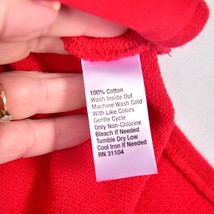 100% Cotton
Wash Inside Out
Machine Wash Cold
With Like Colors
Gentle Cycle
Only Non-Chlorine
Bleach If Needed
Tumble Dry Low
Cool Iron If Needed
RN 31104